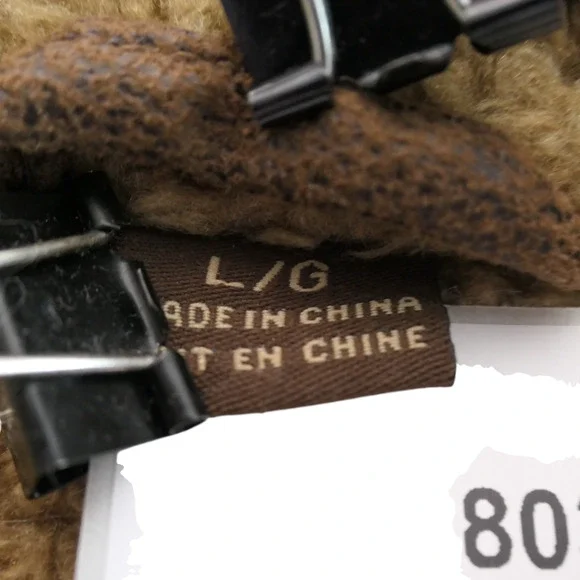 L/G
ADE IN CHINA
T EN CHINE
80